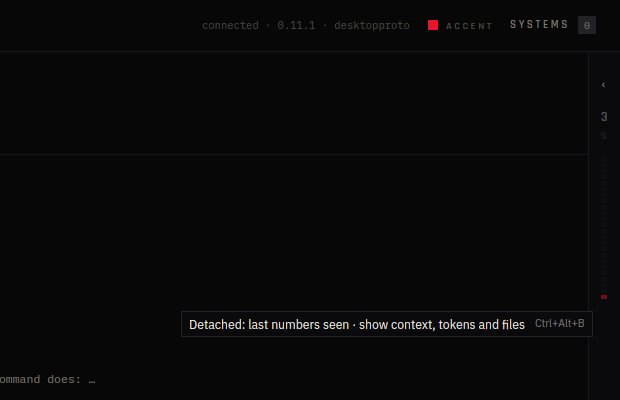 connected · 0.11.1 · desktopproto ACCENT SYSTEMS 0
‹
3
%
Detached: last numbers seen · show context, tokens and files Ctrl+Alt+B
ommand does: …